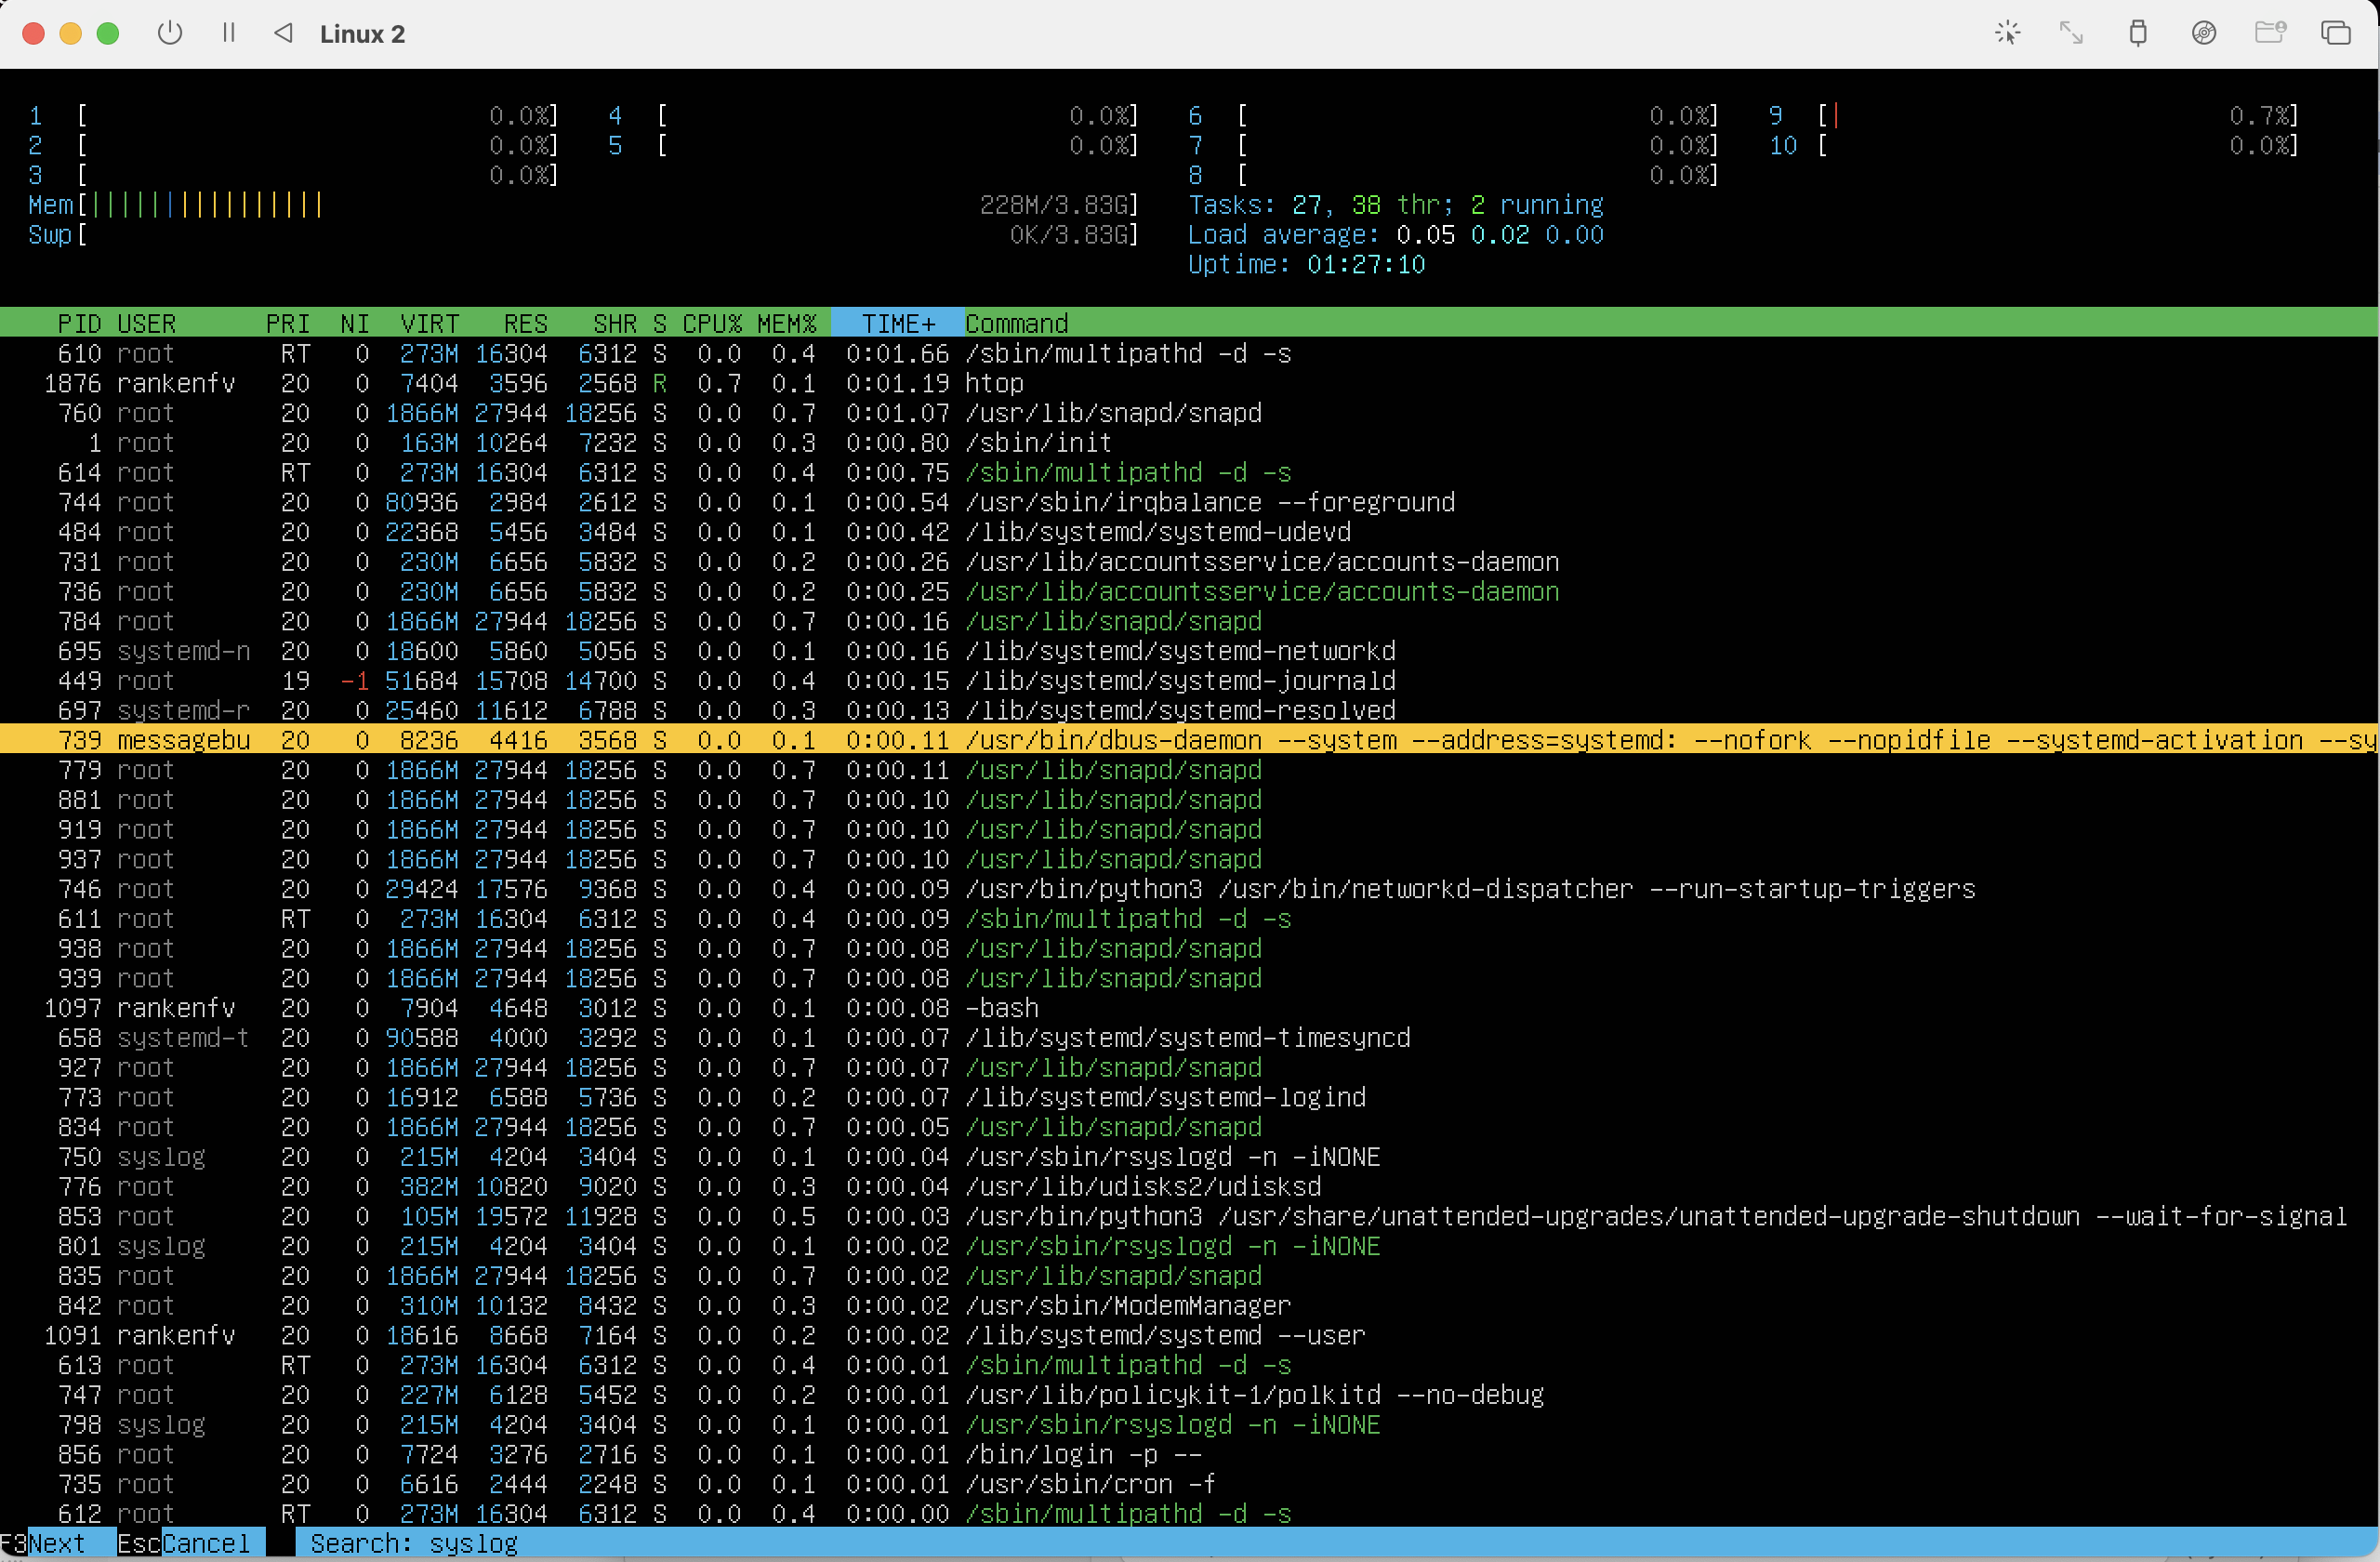 Linux 2
1 [ 0.0%] 4 [ 0.0%] 6 [ 0.0%] 9 [| 0.7%]
2 [ 0.0%] 5 [ 0.0%] 7 [ 0.0%] 10 [ 0.0%]
3 [ 0.0%] 8 [ 0.0%]
Mem[|||||||||||||||| 228M/3.83G] Tasks: 27, 38 thr; 2 running
Swp[ 0K/3.83G] Load average: 0.05 0.02 0.00
Uptime: 01:27:10
PID USER PRI NI VIRT RES SHR S CPU% MEM% TIME+ Command
610 root RT 0 273M 16304 6312 S 0.0 0.4 0:01.66 /sbin/multipathd -d -s
1876 rankenfv 20 0 7404 3596 2568 R 0.7 0.1 0:01.19 htop
760 root 20 0 1866M 27944 18256 S 0.0 0.7 0:01.07 /usr/lib/snapd/snapd
1 root 20 0 163M 10264 7232 S 0.0 0.3 0:00.80 /sbin/init
614 root RT 0 273M 16304 6312 S 0.0 0.4 0:00.75 /sbin/multipathd -d -s
744 root 20 0 80936 2984 2612 S 0.0 0.1 0:00.54 /usr/sbin/irqbalance --foreground
484 root 20 0 22368 5456 3484 S 0.0 0.1 0:00.42 /lib/systemd/systemd-udevd
731 root 20 0 230M 6656 5832 S 0.0 0.2 0:00.26 /usr/lib/accountsservice/accounts-daemon
736 root 20 0 230M 6656 5832 S 0.0 0.2 0:00.25 /usr/lib/accountsservice/accounts-daemon
784 root 20 0 1866M 27944 18256 S 0.0 0.7 0:00.16 /usr/lib/snapd/snapd
695 systemd-n 20 0 18600 5860 5056 S 0.0 0.1 0:00.16 /lib/systemd/systemd-networkd
449 root 19 -1 51684 15708 14700 S 0.0 0.4 0:00.15 /lib/systemd/systemd-journald
697 systemd-r 20 0 25460 11612 6788 S 0.0 0.3 0:00.13 /lib/systemd/systemd-resolved
739 messagebu 20 0 8236 4416 3568 S 0.0 0.1 0:00.11 /usr/bin/dbus-daemon --system --address=systemd: --nofork --nopidfile --systemd-activation --sy
779 root 20 0 1866M 27944 18256 S 0.0 0.7 0:00.11 /usr/lib/snapd/snapd
881 root 20 0 1866M 27944 18256 S 0.0 0.7 0:00.10 /usr/lib/snapd/snapd
919 root 20 0 1866M 27944 18256 S 0.0 0.7 0:00.10 /usr/lib/snapd/snapd
937 root 20 0 1866M 27944 18256 S 0.0 0.7 0:00.10 /usr/lib/snapd/snapd
746 root 20 0 29424 17576 9368 S 0.0 0.4 0:00.09 /usr/bin/python3 /usr/bin/networkd-dispatcher --run-startup-triggers
611 root RT 0 273M 16304 6312 S 0.0 0.4 0:00.09 /sbin/multipathd -d -s
938 root 20 0 1866M 27944 18256 S 0.0 0.7 0:00.08 /usr/lib/snapd/snapd
939 root 20 0 1866M 27944 18256 S 0.0 0.7 0:00.08 /usr/lib/snapd/snapd
1097 rankenfv 20 0 7904 4648 3012 S 0.0 0.1 0:00.08 -bash
658 systemd-t 20 0 90588 4000 3292 S 0.0 0.1 0:00.07 /lib/systemd/systemd-timesyncd
927 root 20 0 1866M 27944 18256 S 0.0 0.7 0:00.07 /usr/lib/snapd/snapd
773 root 20 0 16912 6588 5736 S 0.0 0.2 0:00.07 /lib/systemd/systemd-logind
834 root 20 0 1866M 27944 18256 S 0.0 0.7 0:00.05 /usr/lib/snapd/snapd
750 syslog 20 0 215M 4204 3404 S 0.0 0.1 0:00.04 /usr/sbin/rsyslogd -n -iNONE
776 root 20 0 382M 10820 9020 S 0.0 0.3 0:00.04 /usr/lib/udisks2/udisksd
853 root 20 0 105M 19572 11928 S 0.0 0.5 0:00.03 /usr/bin/python3 /usr/share/unattended-upgrades/unattended-upgrade-shutdown --wait-for-signal
801 syslog 20 0 215M 4204 3404 S 0.0 0.1 0:00.02 /usr/sbin/rsyslogd -n -iNONE
835 root 20 0 1866M 27944 18256 S 0.0 0.7 0:00.02 /usr/lib/snapd/snapd
842 root 20 0 310M 10132 8432 S 0.0 0.3 0:00.02 /usr/sbin/ModemManager
1091 rankenfv 20 0 18616 8668 7164 S 0.0 0.2 0:00.02 /lib/systemd/systemd --user
613 root RT 0 273M 16304 6312 S 0.0 0.4 0:00.01 /sbin/multipathd -d -s
747 root 20 0 227M 6128 5452 S 0.0 0.2 0:00.01 /usr/lib/policykit-1/polkitd --no-debug
798 syslog 20 0 215M 4204 3404 S 0.0 0.1 0:00.01 /usr/sbin/rsyslogd -n -iNONE
856 root 20 0 7724 3276 2716 S 0.0 0.1 0:00.01 /bin/login -p --
735 root 20 0 6616 2444 2248 S 0.0 0.1 0:00.01 /usr/sbin/cron -f
612 root RT 0 273M 16304 6312 S 0.0 0.4 0:00.00 /sbin/multipathd -d -s
F3Next EscCancel Search: syslog